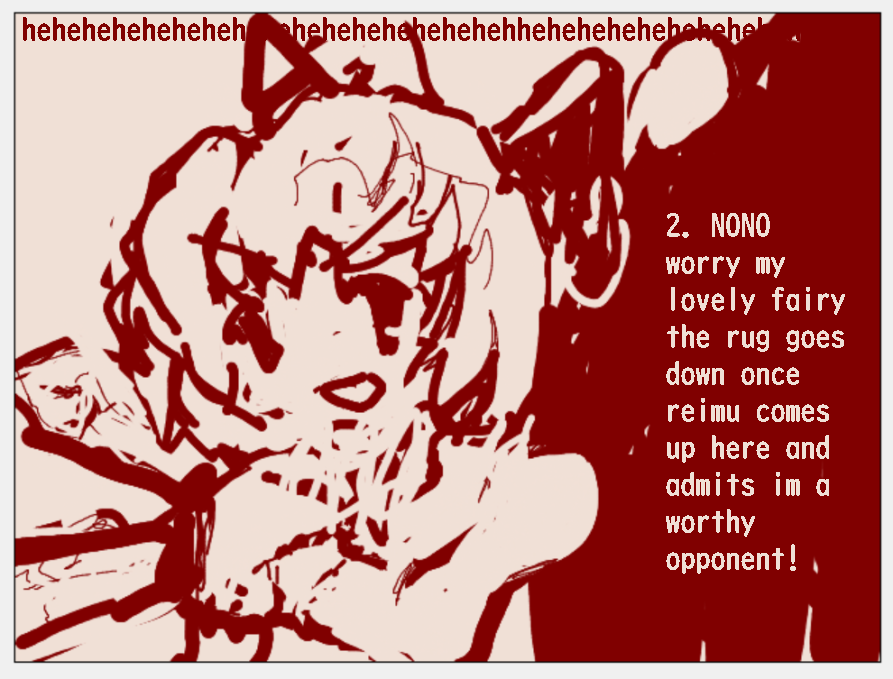 hehehehehehehehehehehehehehehehhehehehehehehehehe
2. NONO
worry my
lovely fairy
the rug goes
down once
reimu comes
up here and
admits im a
worthy
opponent!